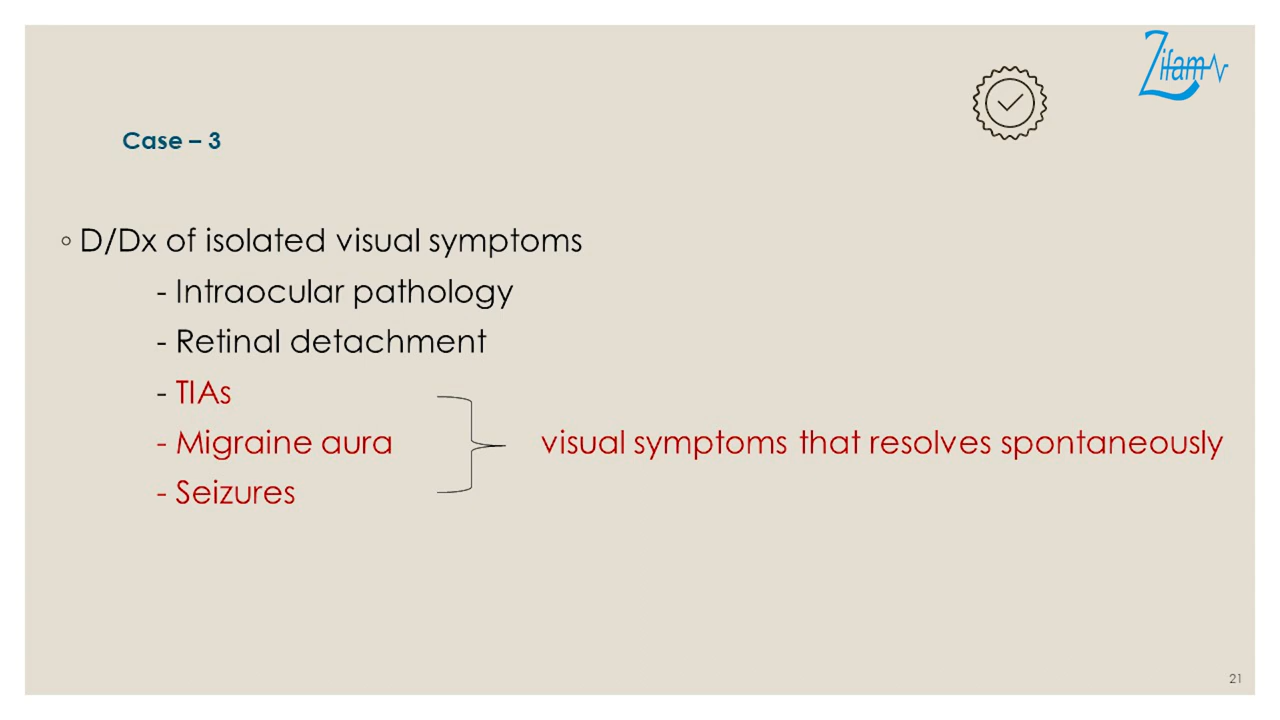 Zifam
Case – 3
◦ D/Dx of isolated visual symptoms
- Intraocular pathology
- Retinal detachment
- TIAs
- Migraine aura
visual symptoms that resolves spontaneously
- Seizures
21